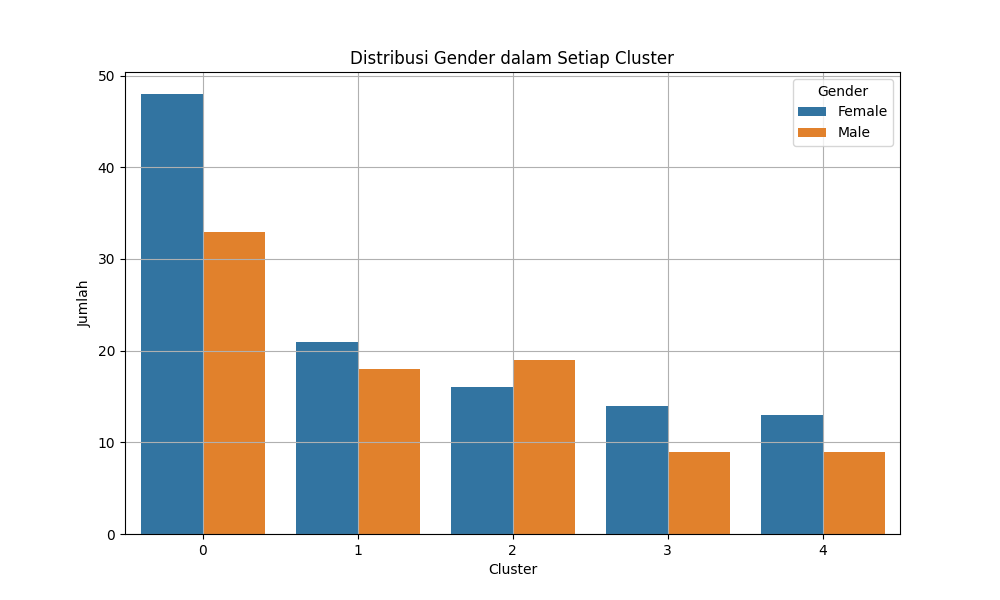 Distribusi Gender dalam Setiap Cluster
Gender
Female
Male
Jumlah
50
40
30
20
10
0
0 1 2 3 4
Cluster